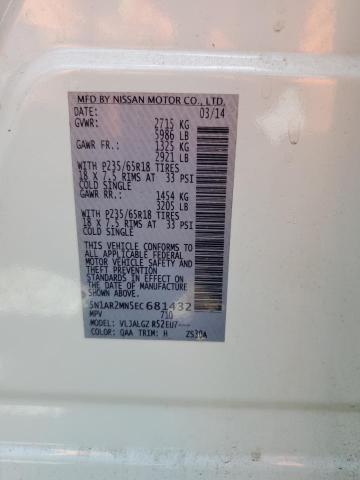 MFD BY NISSAN MOTOR CO., LTD.
DATE: 03/14
GVWR: 2715 KG
5986 LB
GAWR FR.: 1325 KG
2921 LB
WITH P235/65R18 TIRES
18 X 7.5 RIMS AT 33 PSI
COLD SINGLE
GAWR RR.: 1454 KG
3205 LB
WITH P235/65R18 TIRES
18 X 7.5 RIMS AT 33 PSI
COLD SINGLE
THIS VEHICLE CONFORMS TO
ALL APPLICABLE FEDERAL
MOTOR VEHICLE SAFETY AND
THEFT PREVENTION STANDARDS
IN EFFECT ON THE DATE OF
MANUFACTURE SHOWN ABOVE.
5N1AR2MN5EC681432
MPV 710
MODEL: VLJALGZ R52EU7----
COLOR: QAA TRIM: H ZS30A